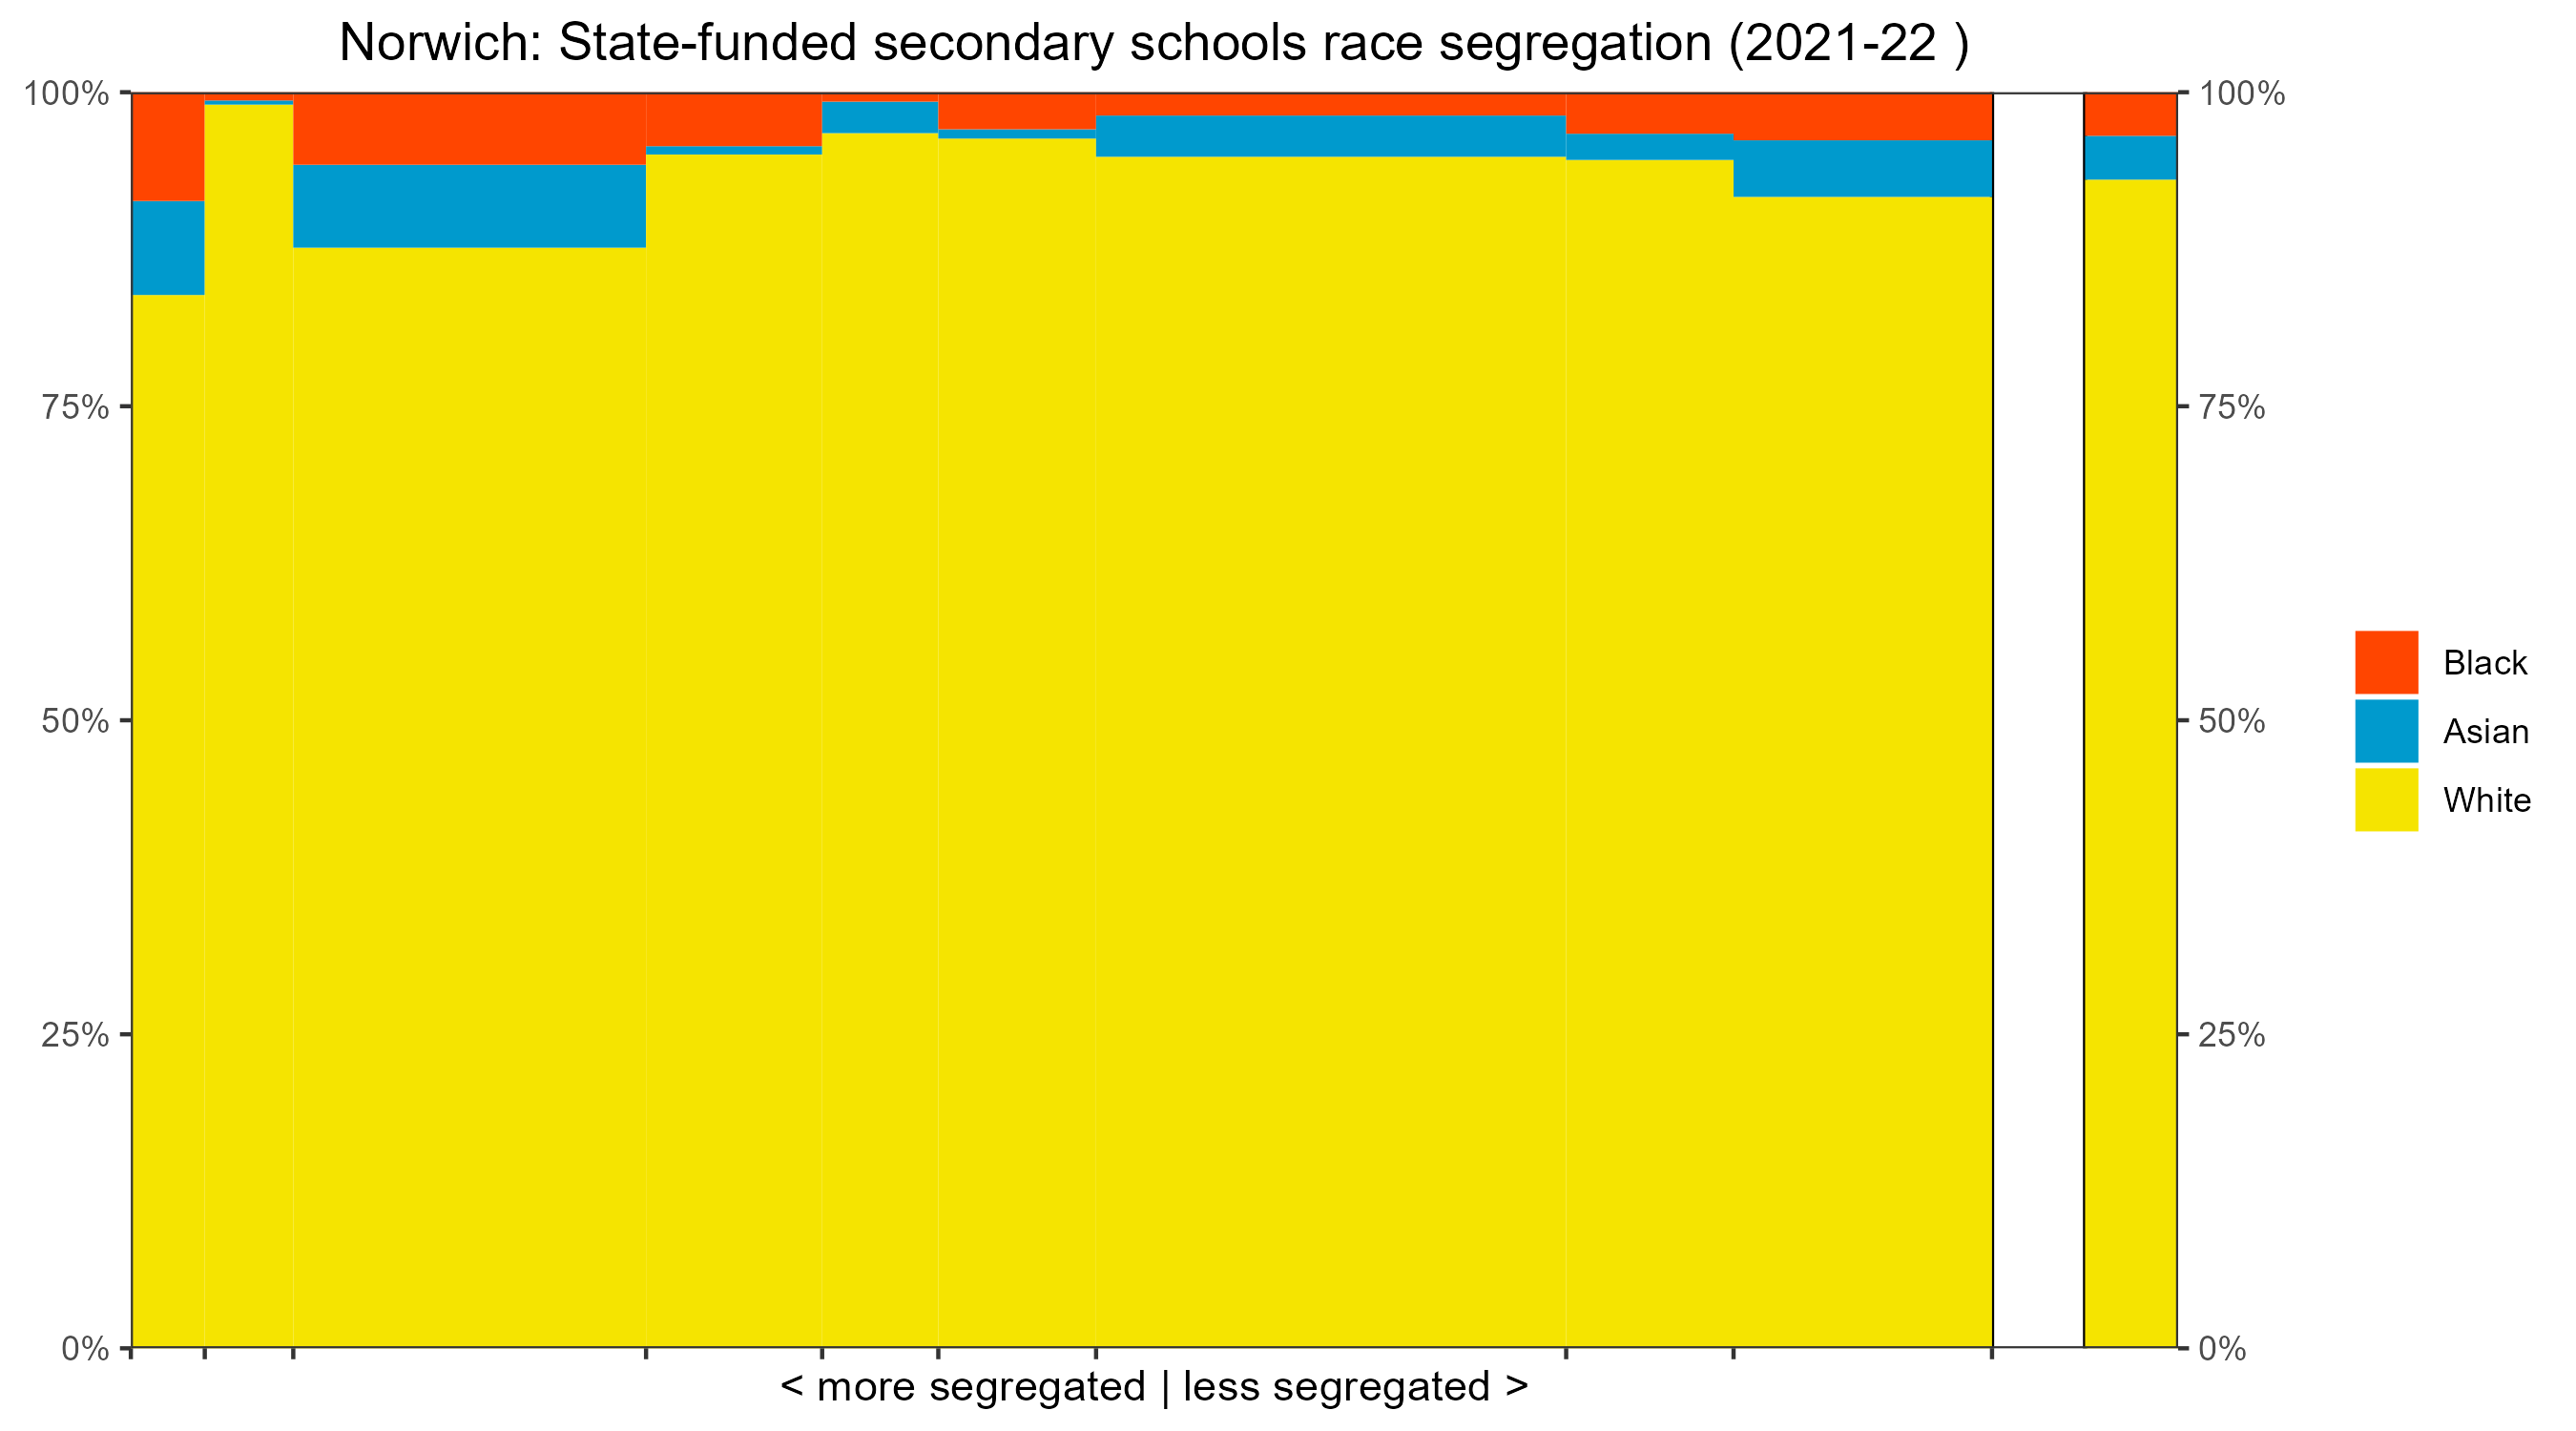 Norwich: State-funded secondary schools race segregation (2021-22 )
100%
75%
50%
25%
0%
100%
75%
50%
25%
0%
Black
Asian
White
< more segregated | less segregated >